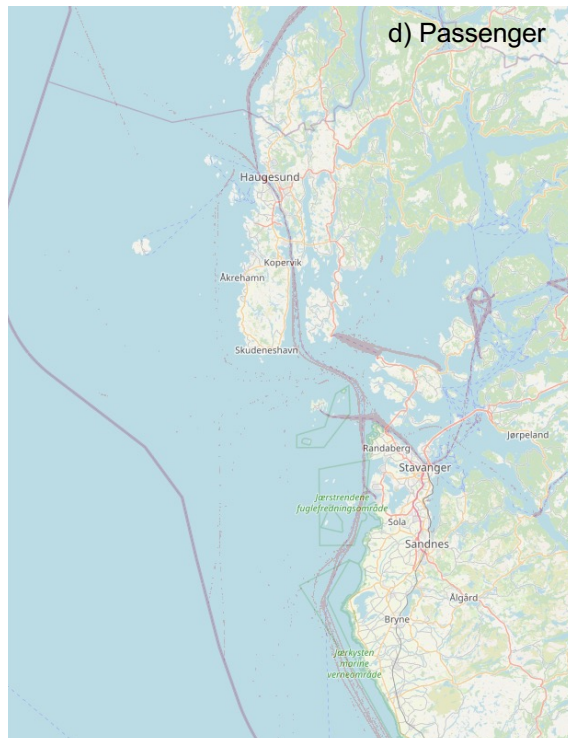 d) Passenger
Haugesund
Kopervik
Åkrehamn
Skudeneshavn
Jørpeland
Randaberg
Stavanger
Jærstrendene
fuglefredningsområde
Sola
Sandnes
Ålgård
Bryne
Jærkysten
marine
verneområde